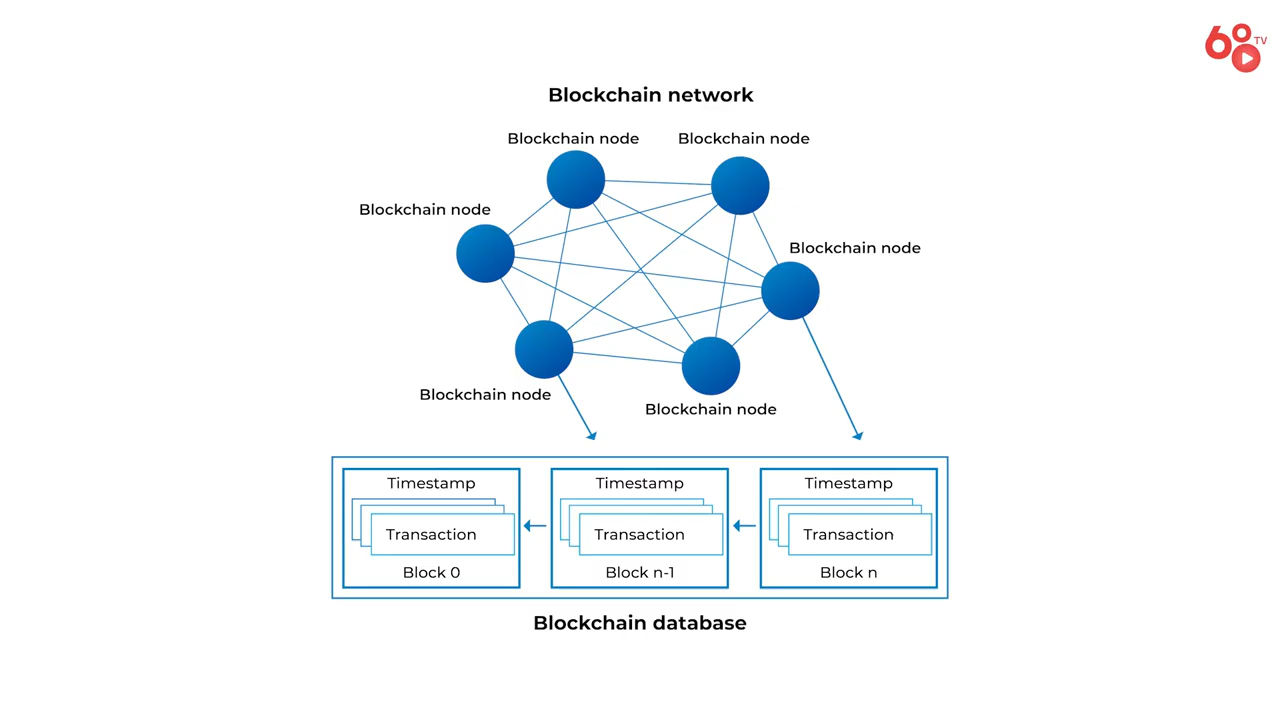 68
TV
Blockchain network
Blockchain node
Blockchain node
Blockchain node
Blockchain node
Blockchain node
Blockchain node
Timestamp
Timestamp
Timestamp
Transaction
Transaction
Transaction
Block 0
Block n-1
Block n
Blockchain database